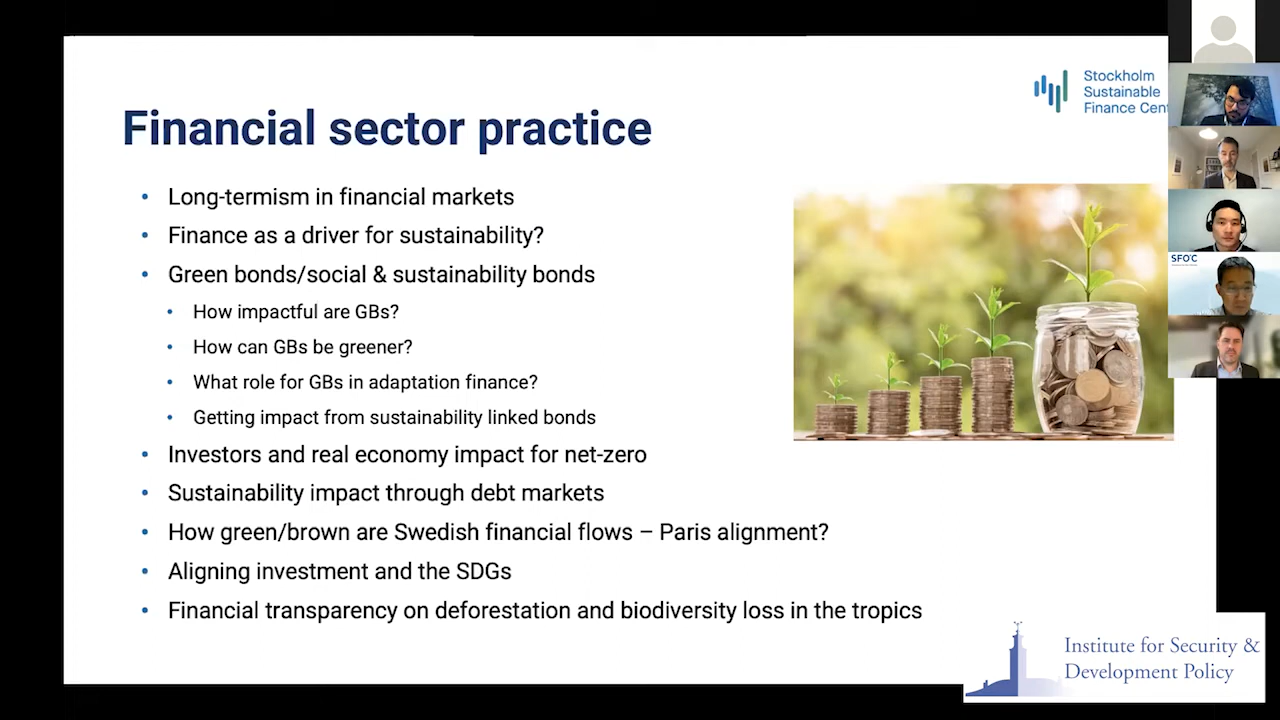 Stockholm
Sustainable
Finance Cent
Financial sector practice
• Long-termism in financial markets
• Finance as a driver for sustainability?
• Green bonds/social & sustainability bonds
• How impactful are GBs?
• How can GBs be greener?
• What role for GBs in adaptation finance?
• Getting impact from sustainability linked bonds
• Investors and real economy impact for net-zero
• Sustainability impact through debt markets
• How green/brown are Swedish financial flows – Paris alignment?
• Aligning investment and the SDGs
• Financial transparency on deforestation and biodiversity loss in the tropics
SFO°C
Institute for Security &
Development Policy